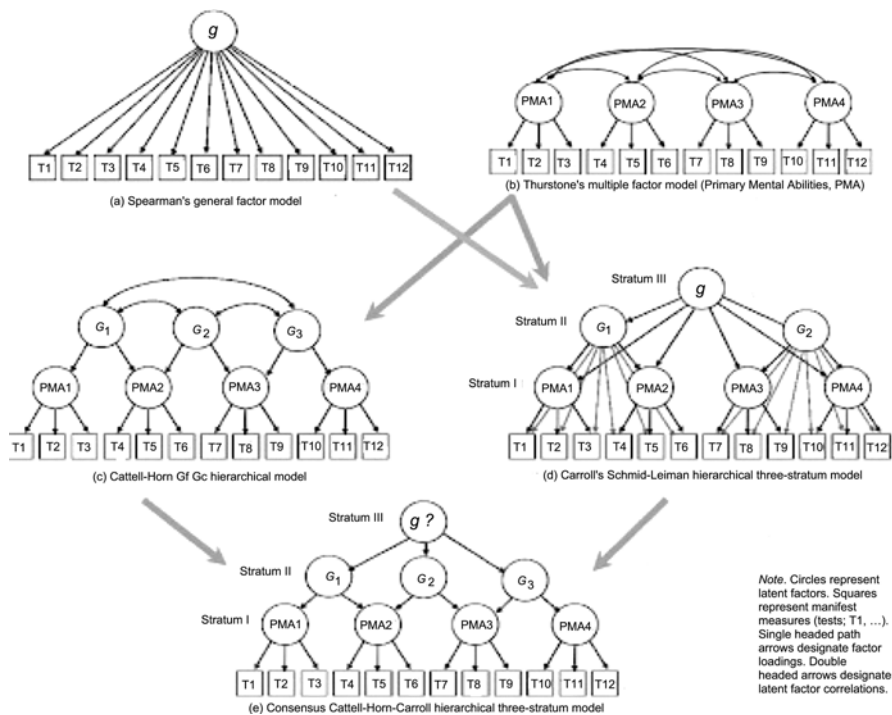 g
T1 T2 T3 T4 T5 T6 T7 T8 T9 T10 T11 T12
(a) Spearman's general factor model
PMA1 PMA2 PMA3 PMA4
T1 T2 T3 T4 T5 T6 T7 T8 T9 T10 T11 T12
(b) Thurstone's multiple factor model (Primary Mental Abilities, PMA)
G1 G2 G3
PMA1 PMA2 PMA3 PMA4
T1 T2 T3 T4 T5 T6 T7 T8 T9 T10 T11 T12
(c) Cattell-Horn Gf Gc hierarchical model
Stratum III
g
Stratum II
G1 G2
Stratum I
PMA1 PMA2 PMA3 PMA4
T1 T2 T3 T4 T5 T6 T7 T8 T9 T10 T11 T12
(d) Carroll's Schmid-Leiman hierarchical three-stratum model
Stratum III
g ?
Stratum II
G1 G2 G3
Stratum I
PMA1 PMA2 PMA3 PMA4
T1 T2 T3 T4 T5 T6 T7 T8 T9 T10 T11 T12
(e) Consensus Cattell-Horn-Carroll hierarchical three-stratum model
Note. Circles represent
latent factors. Squares
represent manifest
measures (tests; T1, ...).
Single headed path
arrows designate factor
loadings. Double
headed arrows designate
latent factor correlations.